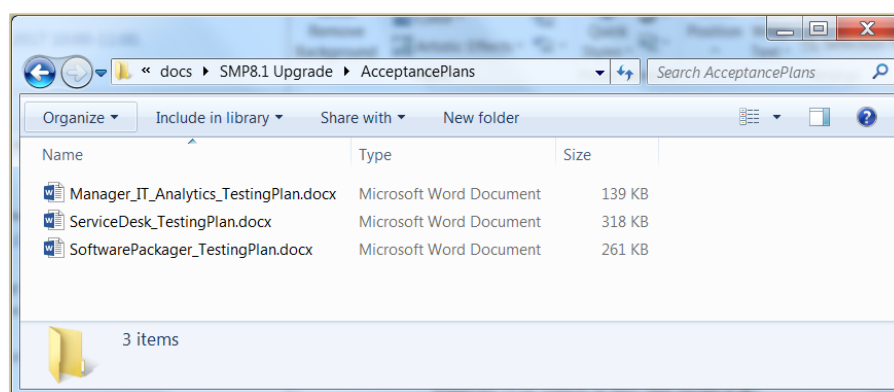 « docs ▸ SMP8.1 Upgrade ▸ AcceptancePlans Search AcceptancePlans
Organize Include in library Share with New folder
Name Type Size
Manager_IT_Analytics_TestingPlan.docx Microsoft Word Document 139 KB
ServiceDesk_TestingPlan.docx Microsoft Word Document 318 KB
SoftwarePackager_TestingPlan.docx Microsoft Word Document 261 KB
3 items